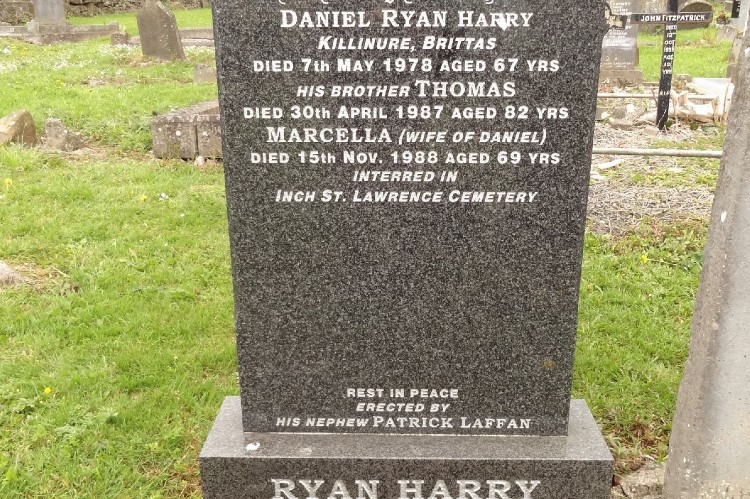 DANIEL RYAN HARRY
KILLINURE, BRITTAS
DIED 7TH MAY 1978 AGED 67 YRS
HIS BROTHER THOMAS
DIED 30TH APRIL 1987 AGED 82 YRS
MARCELLA (WIFE OF DANIEL)
DIED 15TH NOV. 1988 AGED 69 YRS
INTERRED IN
INCH ST. LAWRENCE CEMETERY
REST IN PEACE
ERECTED BY
HIS NEPHEW PATRICK LAFFAN
RYAN HARRY
JOHN FITZPATRICK